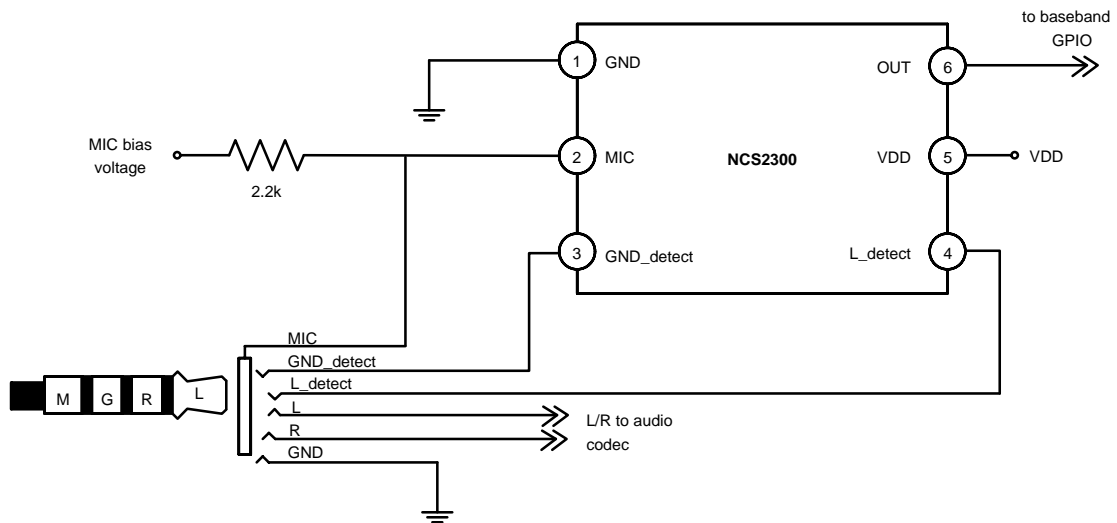 to baseband
GPIO
1
GND
OUT
6
MIC bias
voltage
2.2k
2
MIC
NCS2300
VDD
5
VDD
3
GND_detect
L_detect
4
MIC
GND_detect
L_detect
M
G
R
L
L
R
GND
L/R to audio
codec